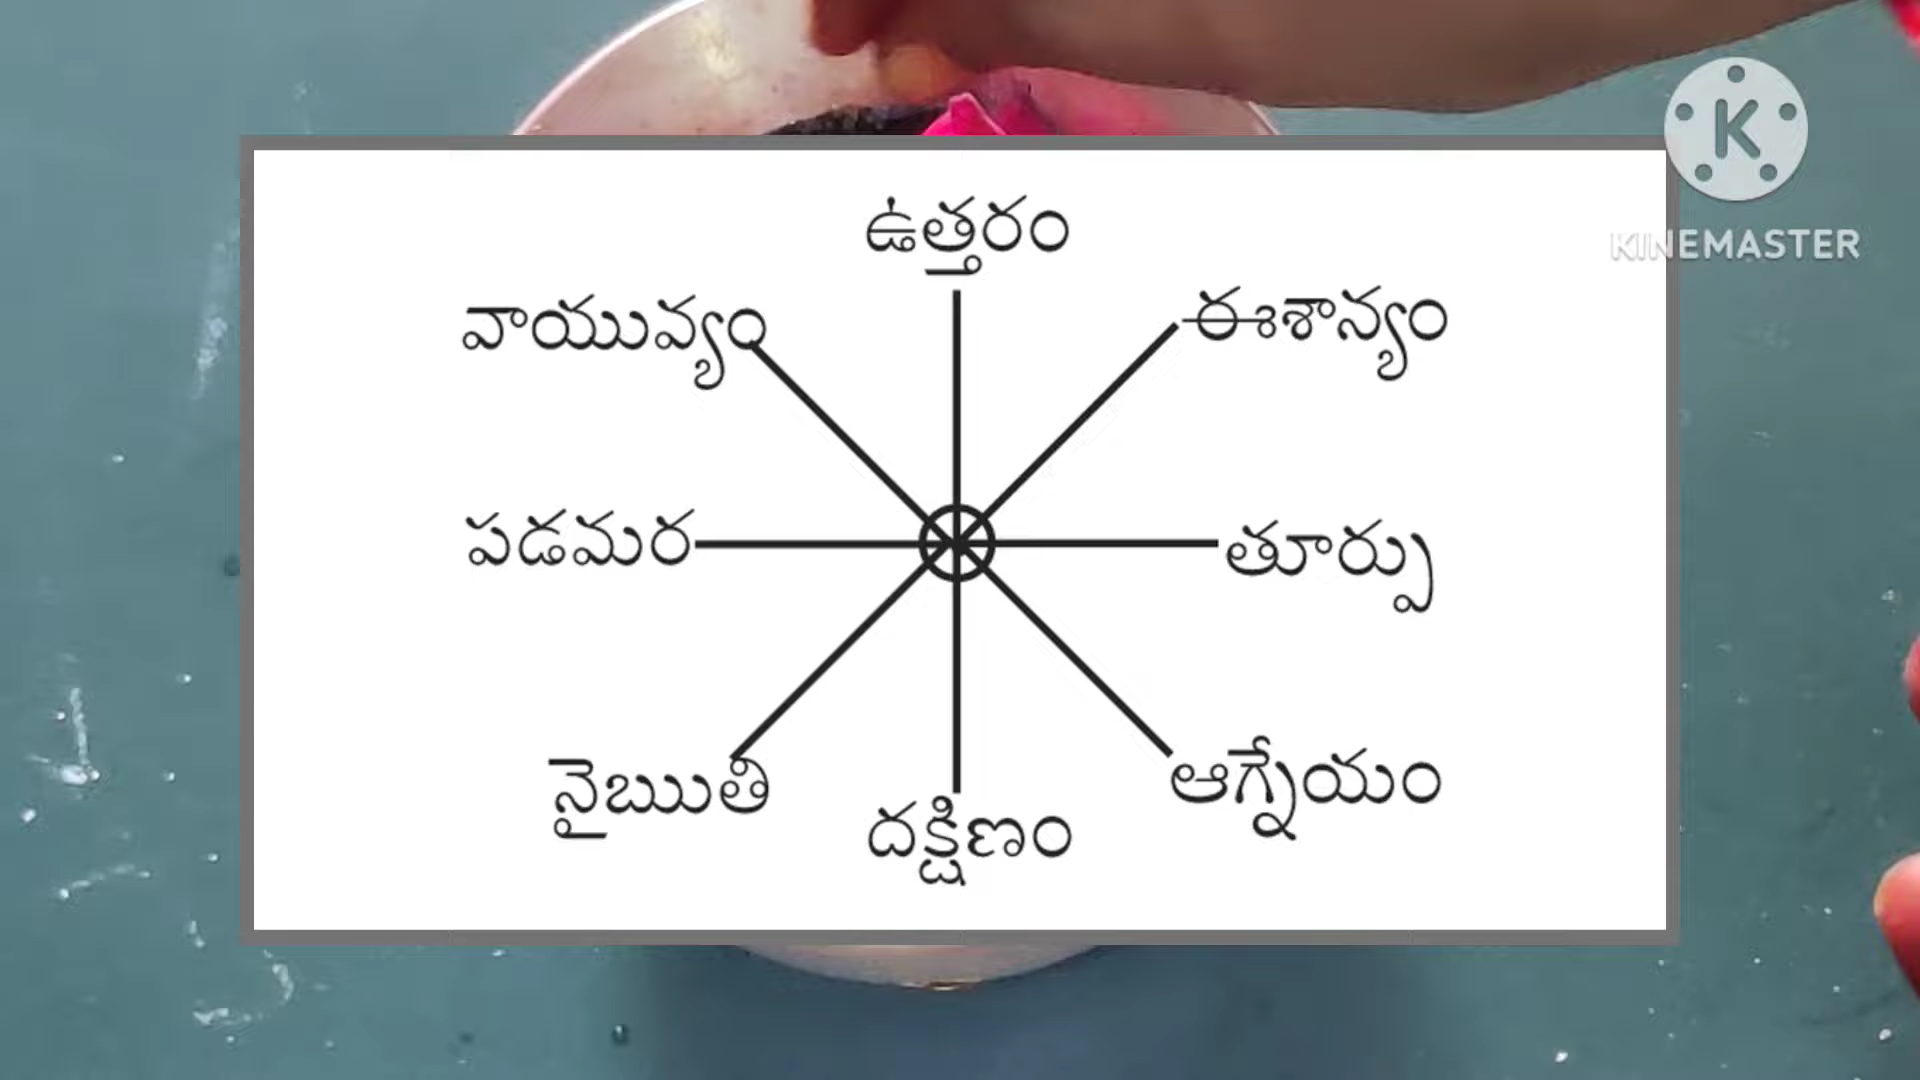 ఉత్తరం
వాయువ్యం
ఈశాన్యం
పడమర
తూర్పు
నైఋతి
దక్షిణం
ఆగ్నేయం
K
KINEMASTER